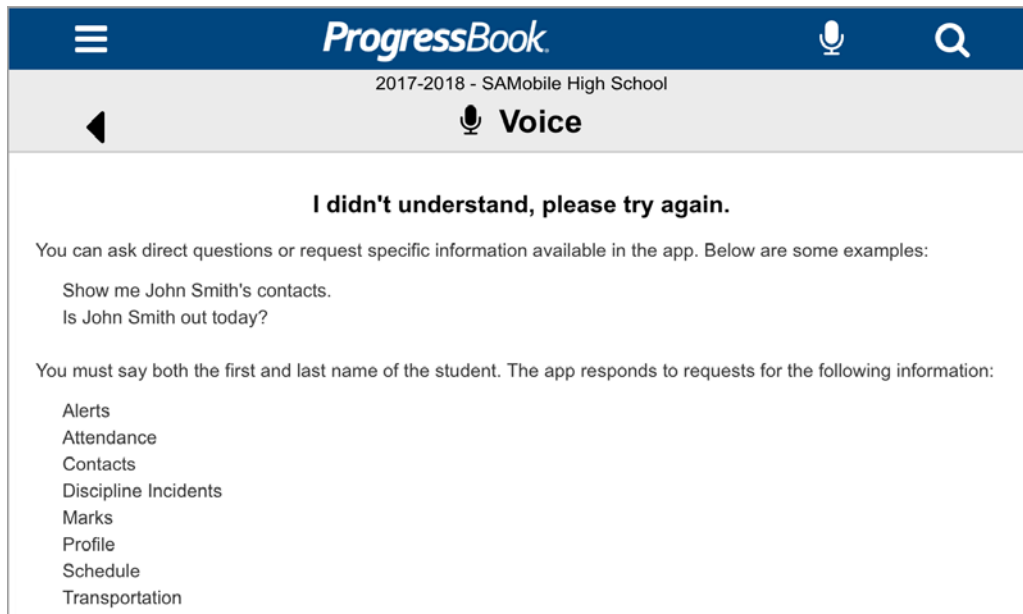 ProgressBook.
2017-2018 - SAMobile High School
Voice
I didn't understand, please try again.
You can ask direct questions or request specific information available in the app. Below are some examples:
Show me John Smith's contacts.
Is John Smith out today?
You must say both the first and last name of the student. The app responds to requests for the following information:
Alerts
Attendance
Contacts
Discipline Incidents
Marks
Profile
Schedule
Transportation